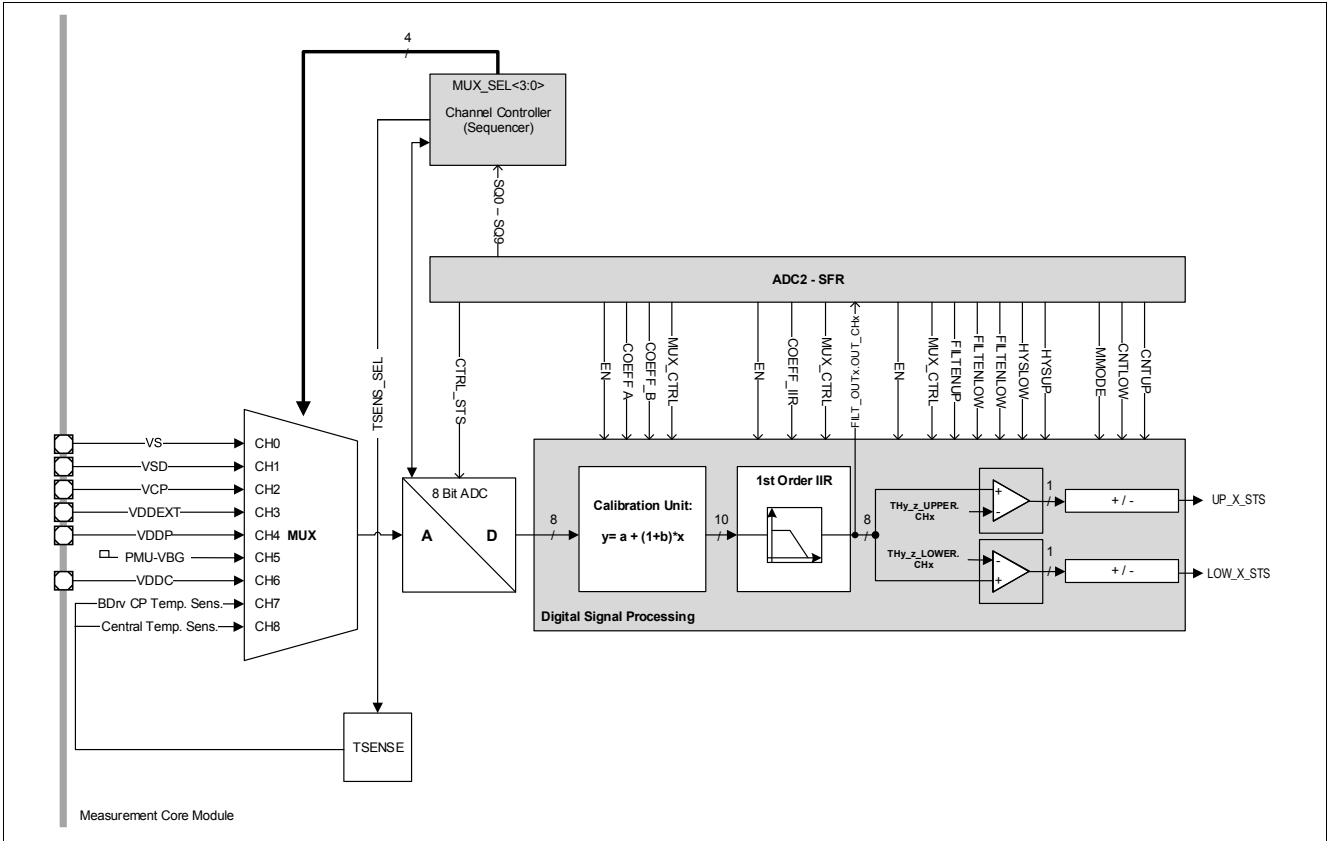 4
MUX_SEL<3:0>
Channel Controller
(Sequencer)
SQ0 – SQ9
ADC2 - SFR
TSENS_SEL
CTRL_STS
EN
COEFF A
COEFF_B
MUX_CTRL
EN
COEFF_IIR
MUX_CTRL
FILT_OUTx.OUT_CHx
EN
MUX_CTRL
FILTENUP
FILTENLOW
FILTENLOW
HYSLOW
HYSUP
MMODE
CNTLOW
CNTUP
VS
CH0
VSD
CH1
VCP
CH2
VDDEXT
CH3
VDDP
CH4
MUX
PMU-VBG
CH5
VDDC
CH6
BDrv CP Temp. Sens.
CH7
Central Temp. Sens.
CH8
8 Bit ADC
A
D
8
Calibration Unit:
y= a + (1+b)*x
10
1st Order IIR
8
THy_z_UPPER.
CHx
+
-
1
+ / -
UP_X_STS
THy_z_LOWER.
CHx
-
+
1
+ / -
LOW_X_STS
Digital Signal Processing
TSENSE
Measurement Core Module